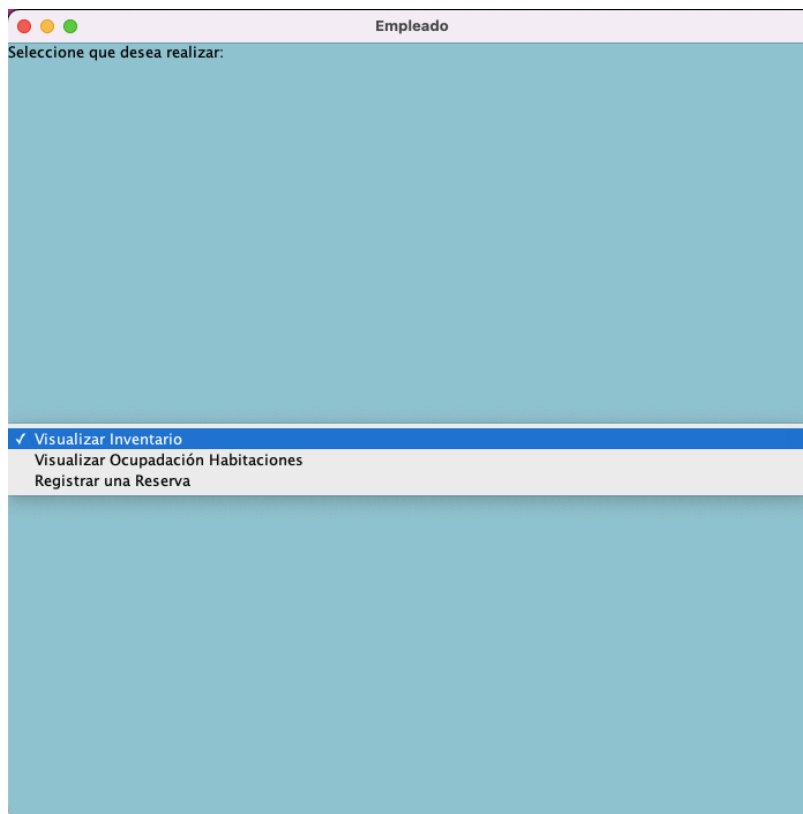 Empleado
Seleccione que desea realizar:
✓ Visualizar Inventario
Visualizar Ocupadación Habitaciones
Registrar una Reserva